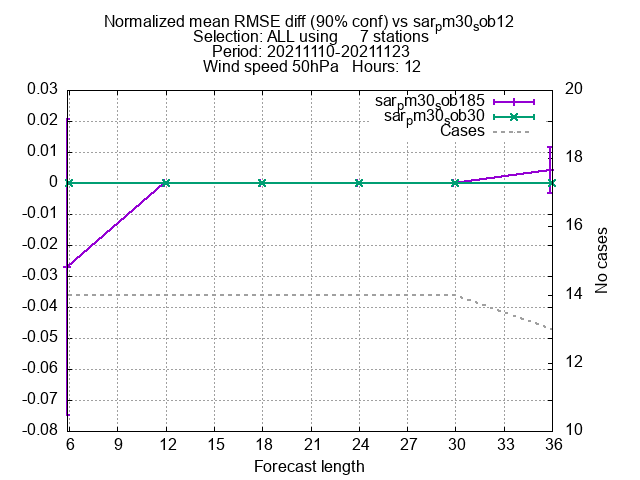 Normalized mean RMSE diff (90% conf) vs sarpm30sob12
Selection: ALL using 7 stations
Period: 20211110-20211123
Wind speed 50hPa Hours: 12
0.03
0.02
0.01
0
-0.01
-0.02
-0.03
-0.04
-0.05
-0.06
-0.07
-0.08
sarpm30sob185
sarpm30sob30
Cases
20
18
16
14
12
10
No cases
6 9 12 15 18 21 24 27 30 33 36
Forecast length